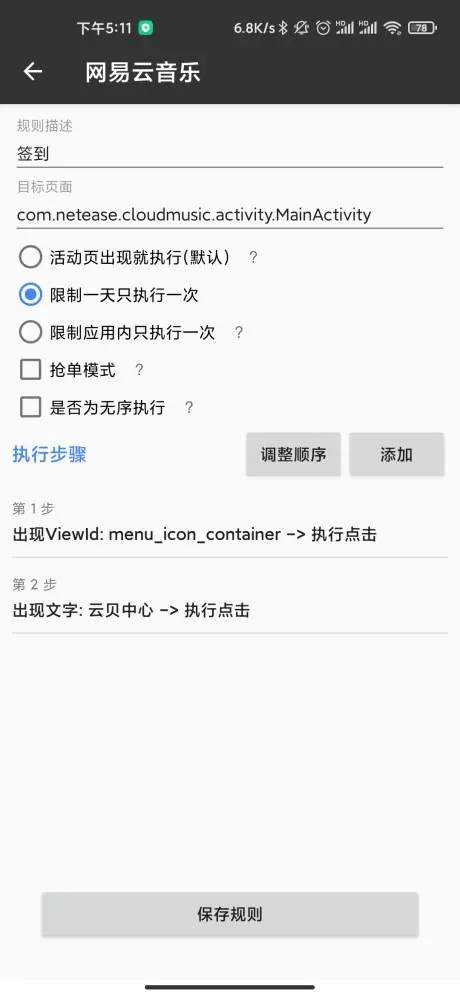 下午5:11 6.8K/s HD HD 78
网易云音乐
规则描述
签到
目标页面
com.netease.cloudmusic.activity.MainActivity
活动页出现就执行(默认) ?
限制一天只执行一次
限制应用内只执行一次 ?
抢单模式 ?
是否为无序执行 ?
执行步骤 调整顺序 添加
第 1 步
出现ViewId: menu_icon_container -> 执行点击
第 2 步
出现文字: 云贝中心 -> 执行点击
保存规则